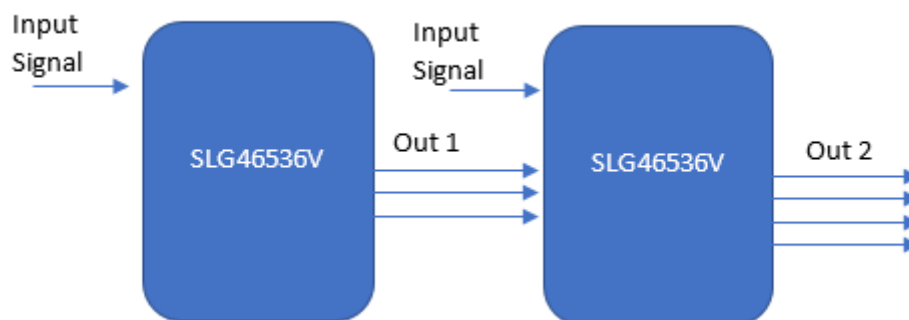 Input
Signal
SLG46536V
Out 1
Input
Signal
SLG46536V
Out 2